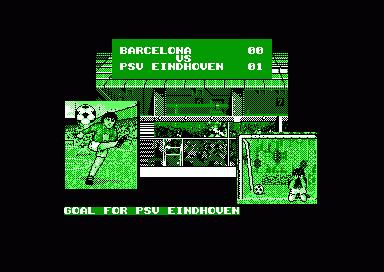 BARCELONA 00
VS
PSV EINDHOVEN 01
GOAL FOR PSV EINDHOVEN